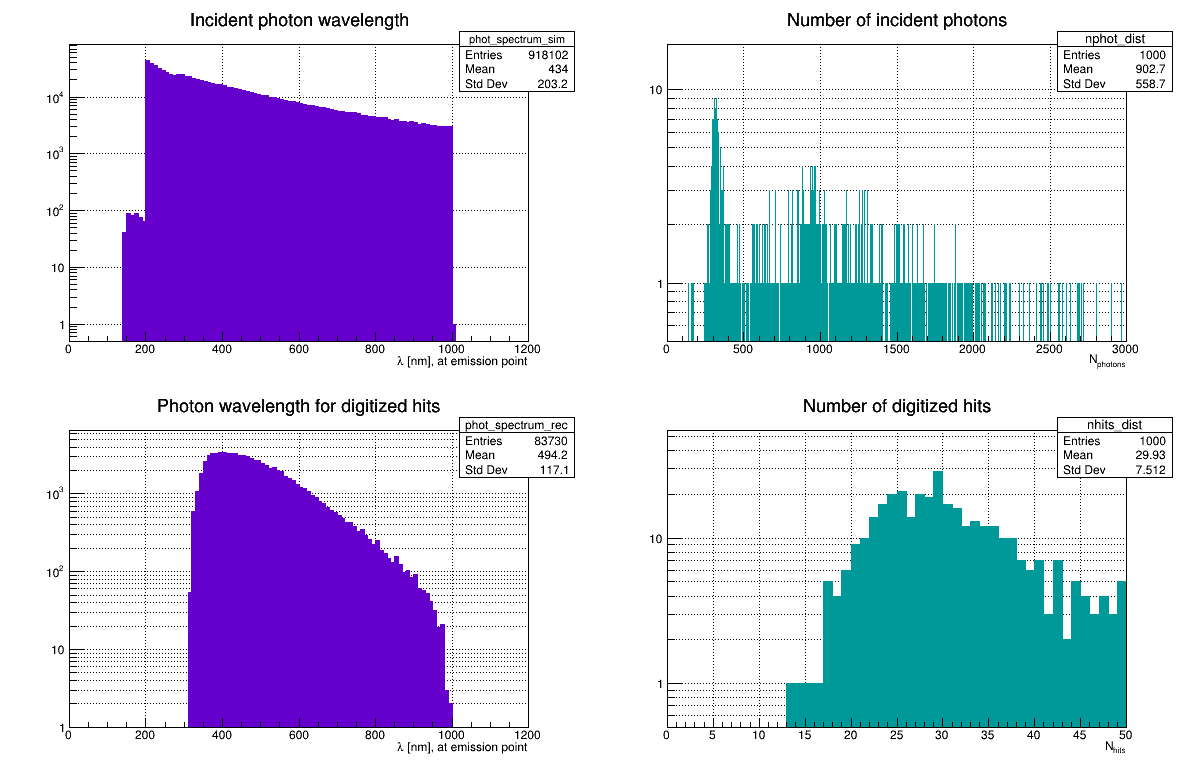 Incident photon wavelength
phot_spectrum_sim
Entries 918102
Mean 434
Std Dev 203.2
10^4
10^3
10^2
10
1
0 200 400 600 800 1000 1200
λ [nm], at emission point
Number of incident photons
nphot_dist
Entries 1000
Mean 902.7
Std Dev 558.7
10
1
0 500 1000 1500 2000 2500 3000
N_photons
Photon wavelength for digitized hits
phot_spectrum_rec
Entries 83730
Mean 494.2
Std Dev 117.1
10^3
10^2
10
1
0 200 400 600 800 1000 1200
λ [nm], at emission point
Number of digitized hits
nhits_dist
Entries 1000
Mean 29.93
Std Dev 7.512
10
1
0 5 10 15 20 25 30 35 40 45 50
N_hits